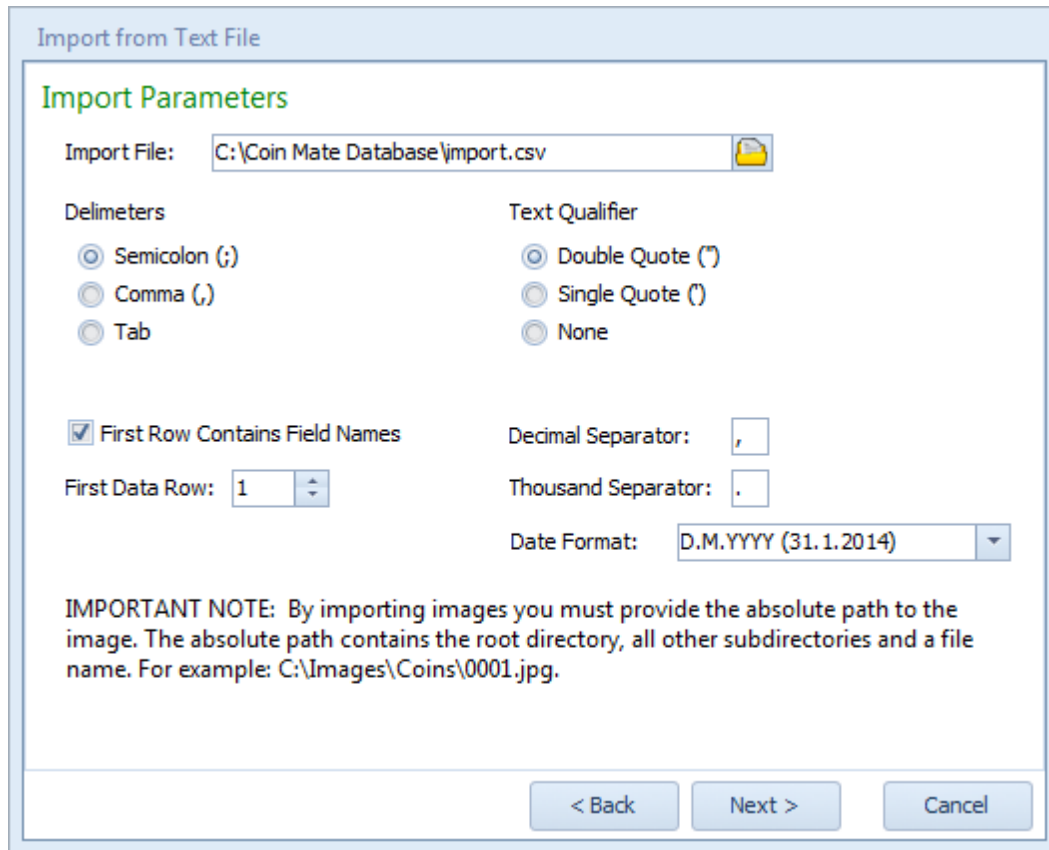 Import from Text File
Import Parameters
Import File: C:\Coin Mate Database\import.csv
Delimeters
Semicolon (;)
Comma (,)
Tab
Text Qualifier
Double Quote (")
Single Quote (')
None
First Row Contains Field Names
First Data Row: 1
Decimal Separator: ,
Thousand Separator: .
Date Format: D.M.YYYY (31.1.2014)
IMPORTANT NOTE: By importing images you must provide the absolute path to the
image. The absolute path contains the root directory, all other subdirectories and a file
name. For example: C:\Images\Coins\0001.jpg.
< Back
Next >
Cancel